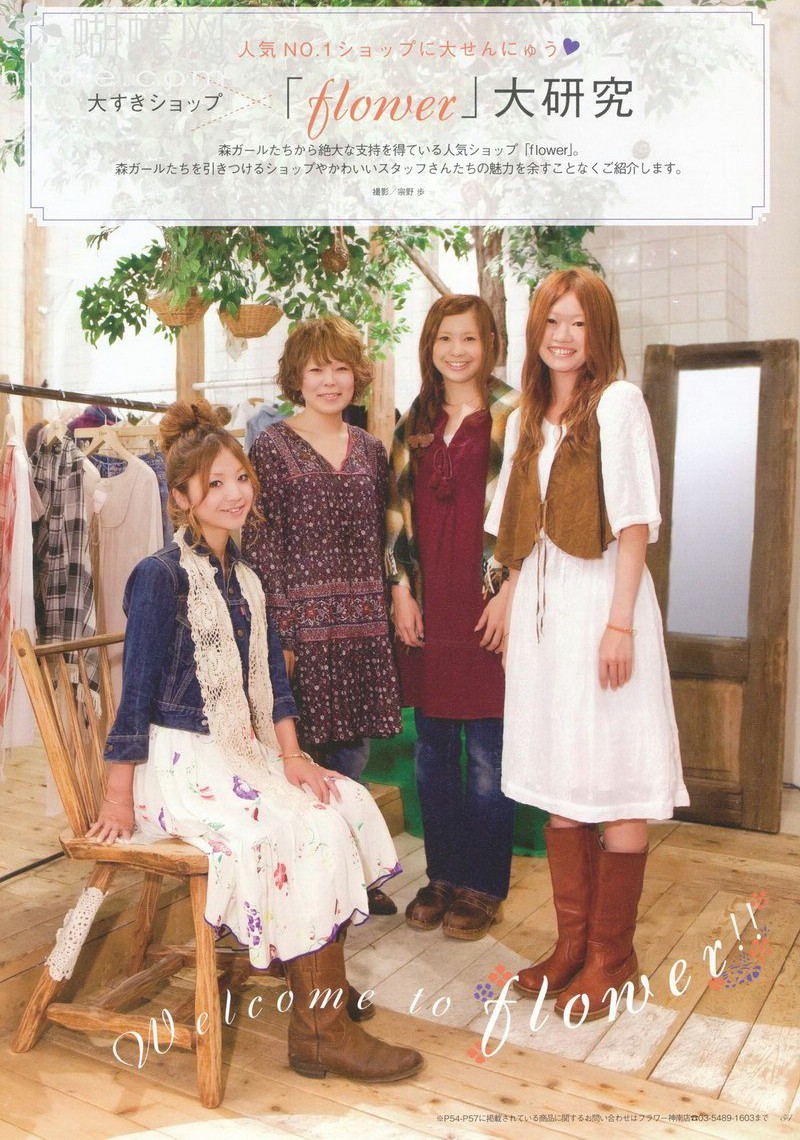 蝴蝶网
人気NO.1ショップに大せんにゅう
大すきショップ「flower」大研究
森ガールたちから絶大な支持を得ている人気ショップ「flower」。
森ガールたちを引きつけるショップやかわいいスタッフさんたちの魅力を余すことなくご紹介します。
撮影／宗野 歩
Welcome to flower!!
※P54-P57に掲載されている商品に関するお問い合わせはフラワー神南店☎03-5489-1603まで